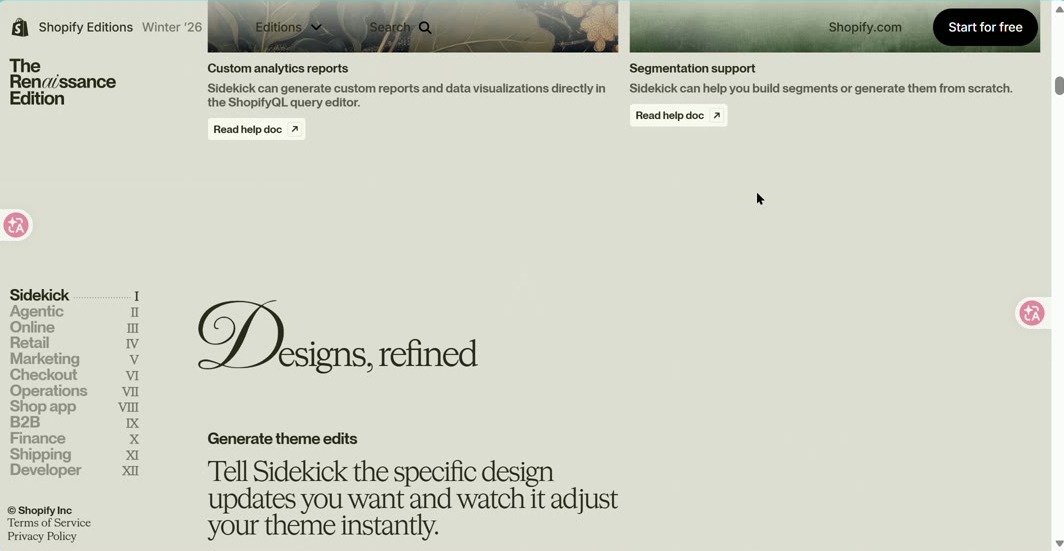 Shopify Editions Winter ’26
Editions
Search
Shopify.com
Start for free
The
Renaissance
Edition
Custom analytics reports
Sidekick can generate custom reports and data visualizations directly in
the ShopifyQL query editor.
Read help doc
Segmentation support
Sidekick can help you build segments or generate them from scratch.
Read help doc
Sidekick I
Agentic II
Online III
Retail IV
Marketing V
Checkout VI
Operations VII
Shop app VIII
B2B IX
Finance X
Shipping XI
Developer XII
© Shopify Inc
Terms of Service
Privacy Policy
Designs, refined
Generate theme edits
Tell Sidekick the specific design
updates you want and watch it adjust
your theme instantly.